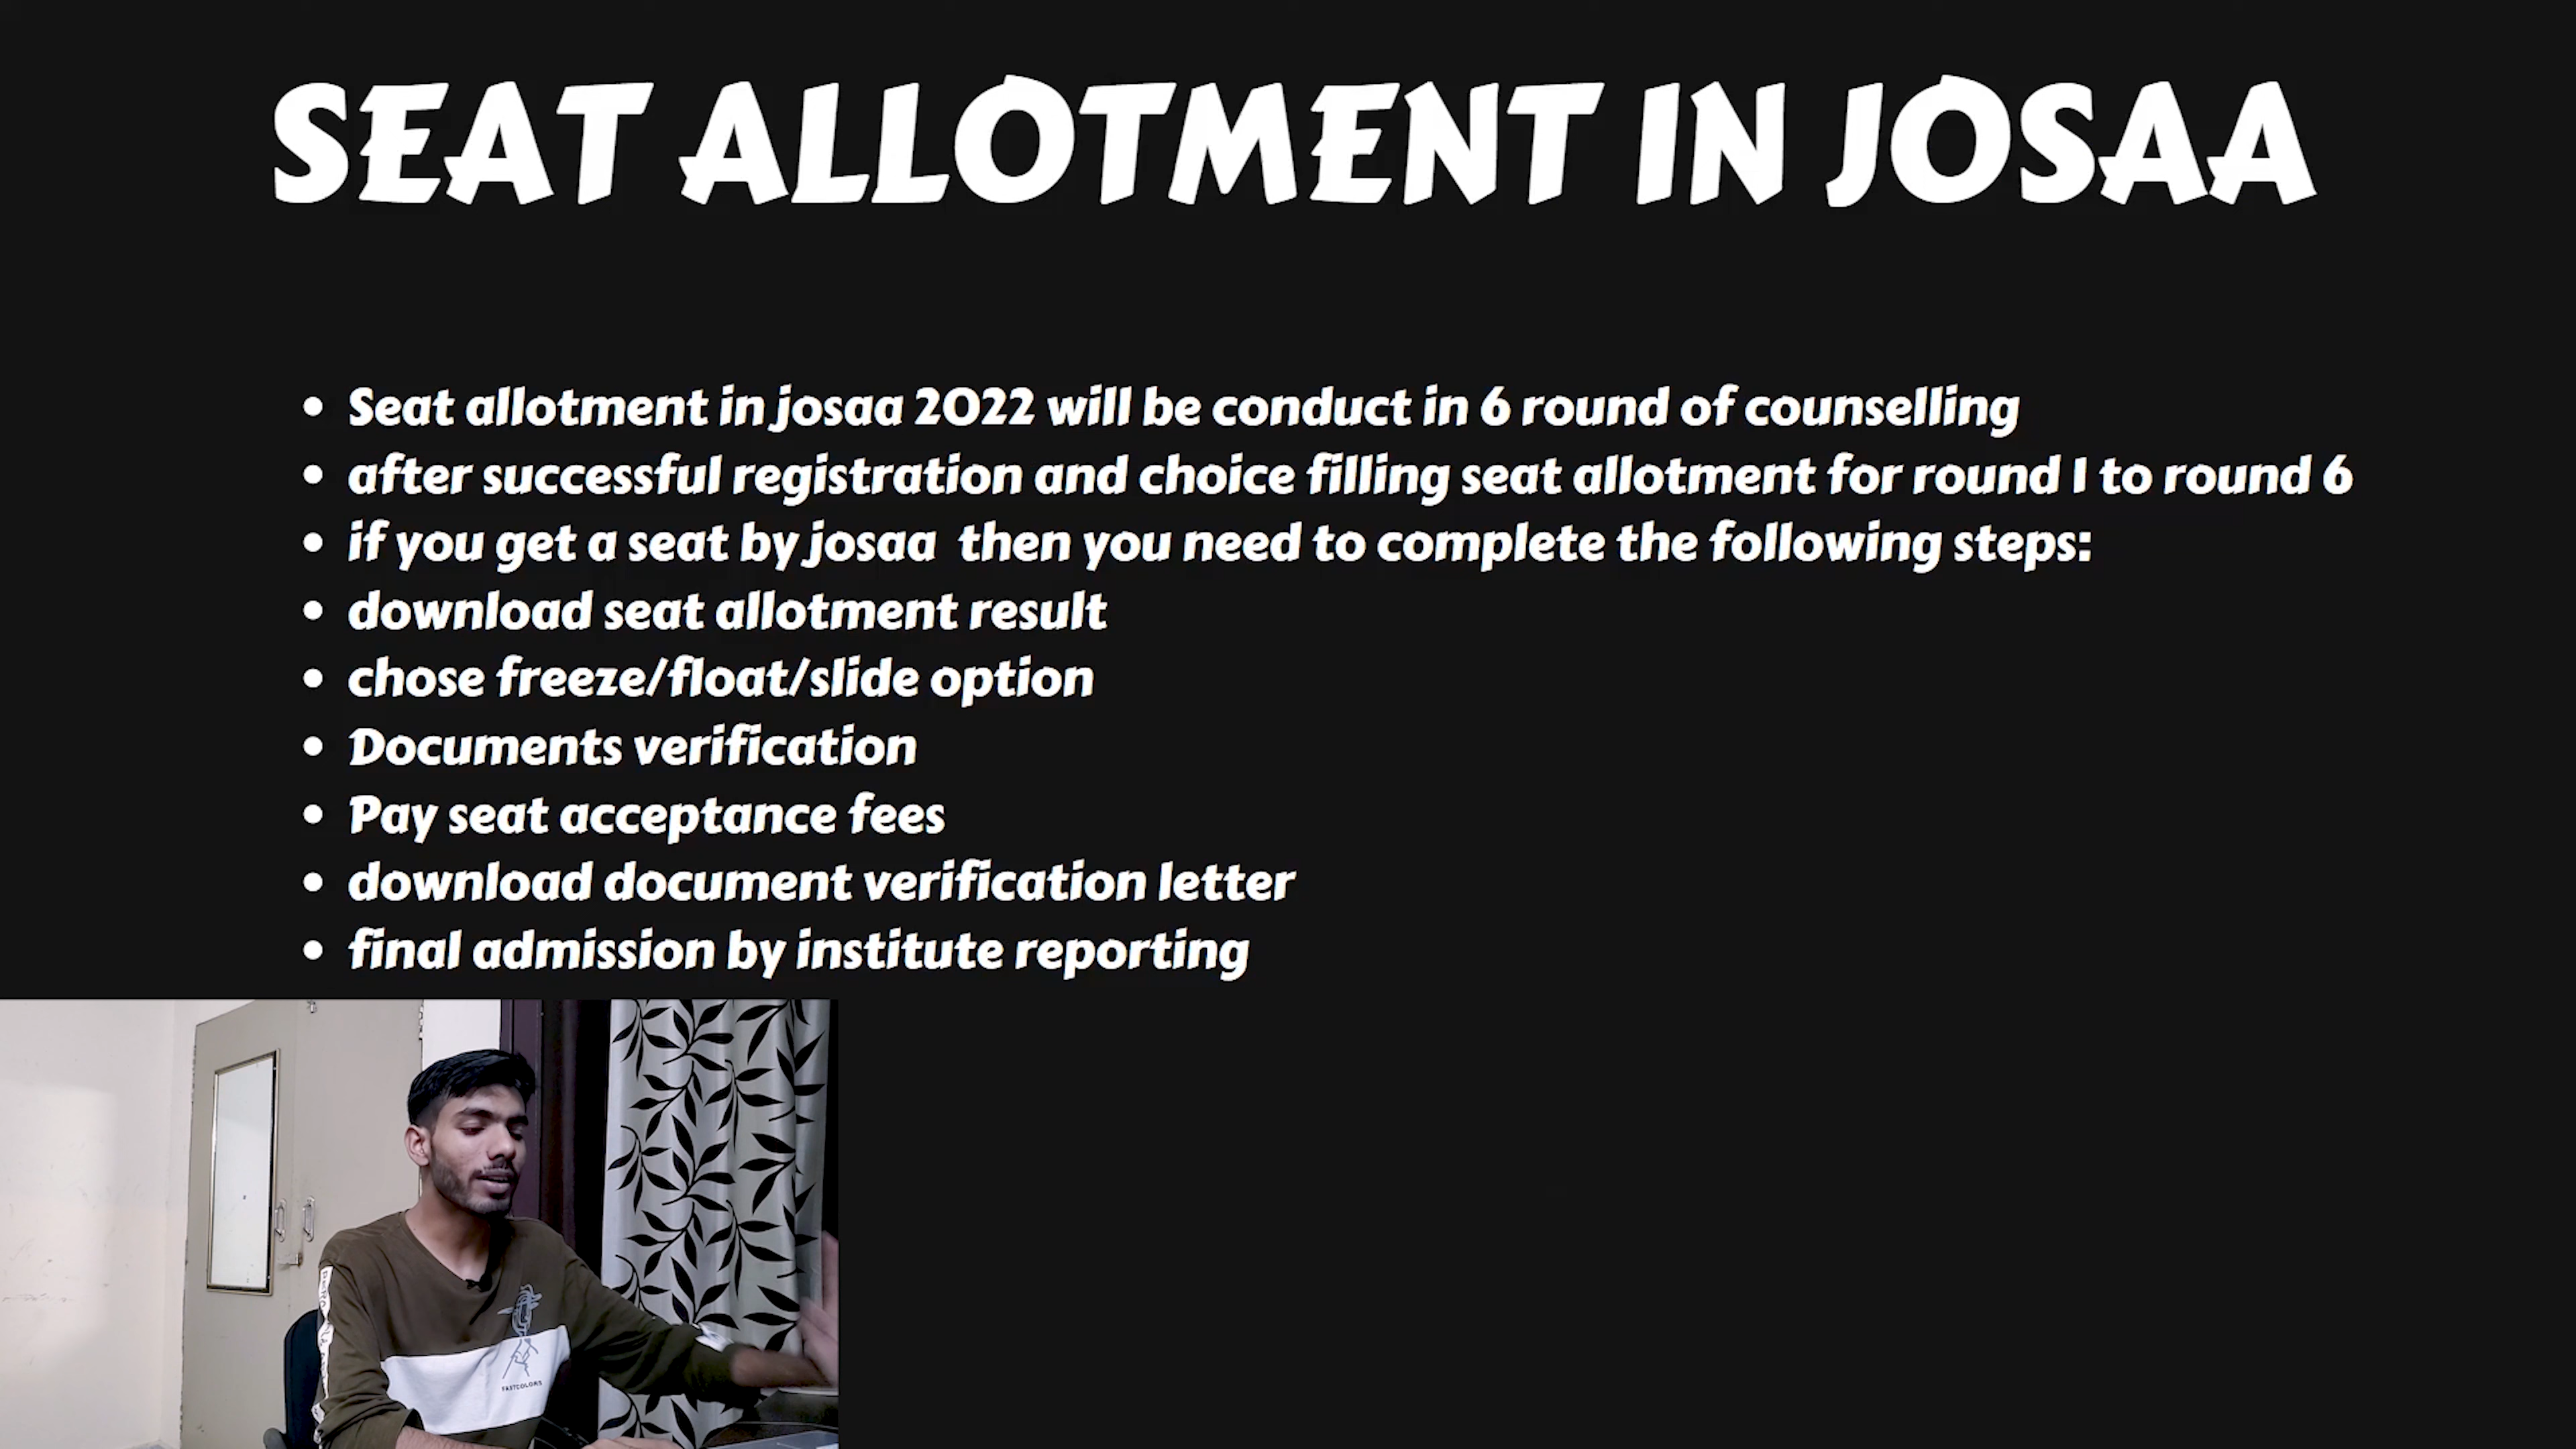 SEAT ALLOTMENT IN JOSAA
• Seat allotment in josaa 2022 will be conduct in 6 round of counselling
• after successful registration and choice filling seat allotment for round 1 to round 6
• if you get a seat by josaa then you need to complete the following steps:
• download seat allotment result
• chose freeze/float/slide option
• Documents verification
• Pay seat acceptance fees
• download document verification letter
• final admission by institute reporting
FASTCOLORS